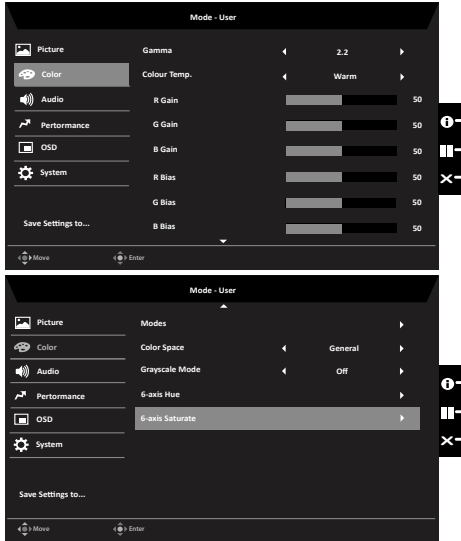 Mode - User
Picture
Gamma 2.2
Color
Colour Temp. Warm
Audio
R Gain 50
Pertormance
G Gain 50
OSD
B Gain 50
System
R Bias 50
G Bias 50
Save Settings to...
B Bias 50
Move Enter
Mode - User
Picture
Modes
Color
Color Space General
Audio
Grayscale Mode Off
Pertormance
6-axis Hue
OSD
6-axis Saturate
System
Save Settings to...
Move Enter